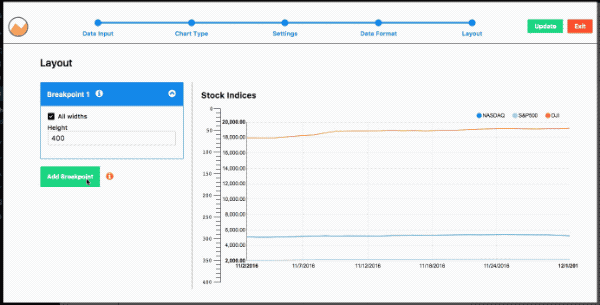 Data Input
Chart Type
Settings
Date Format
Layout
Update
Exit
Layout
Breakpoint 1
All widths
Height
400
Add Breakpoint
Stock Indices
NASDAQ
S&P500
DJI
0
50
100
150
200
250
300
350
400
20,000.00
18,000.00
16,000.00
14,000.00
12,000.00
10,000.00
8,000.00
6,000.00
4,000.00
2,000.00
11/2/2016
11/7/2016
11/12/2016
11/18/2016
11/24/2016
12/1/201